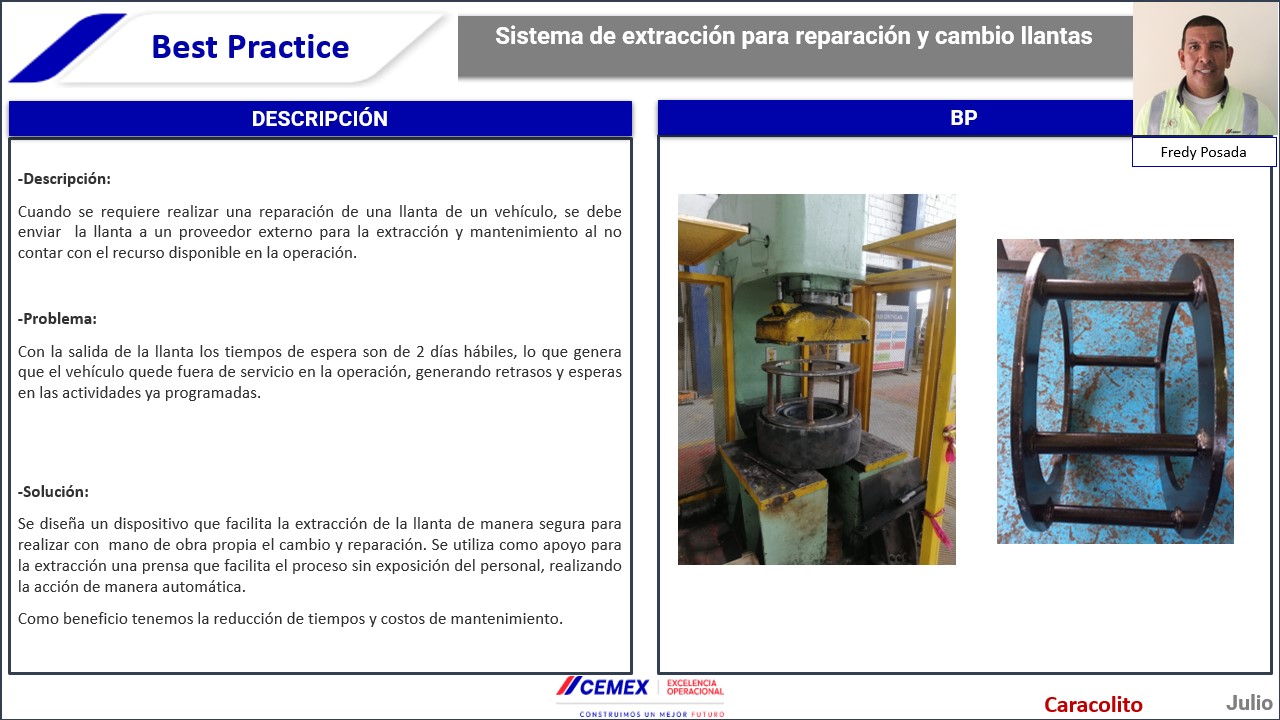 Best Practice
Sistema de extracción para reparación y cambio llantas
DESCRIPCIÓN
BP
Fredy Posada
-Descripción:
Cuando se requiere realizar una reparación de una llanta de un vehículo, se debe
enviar la llanta a un proveedor externo para la extracción y mantenimiento al no
contar con el recurso disponible en la operación.
-Problema:
Con la salida de la llanta los tiempos de espera son de 2 días hábiles, lo que genera
que el vehículo quede fuera de servicio en la operación, generando retrasos y esperas
en las actividades ya programadas.
-Solución:
Se diseña un dispositivo que facilita la extracción de la llanta de manera segura para
realizar con mano de obra propia el cambio y reparación. Se utiliza como apoyo para
la extracción una prensa que facilita el proceso sin exposición del personal, realizando
la acción de manera automática.
Como beneficio tenemos la reducción de tiempos y costos de mantenimiento.
CEMEX
EXCELENCIA
OPERACIONAL
CONSTRUIMOS UN MEJOR FUTURO
Caracolito
Julio